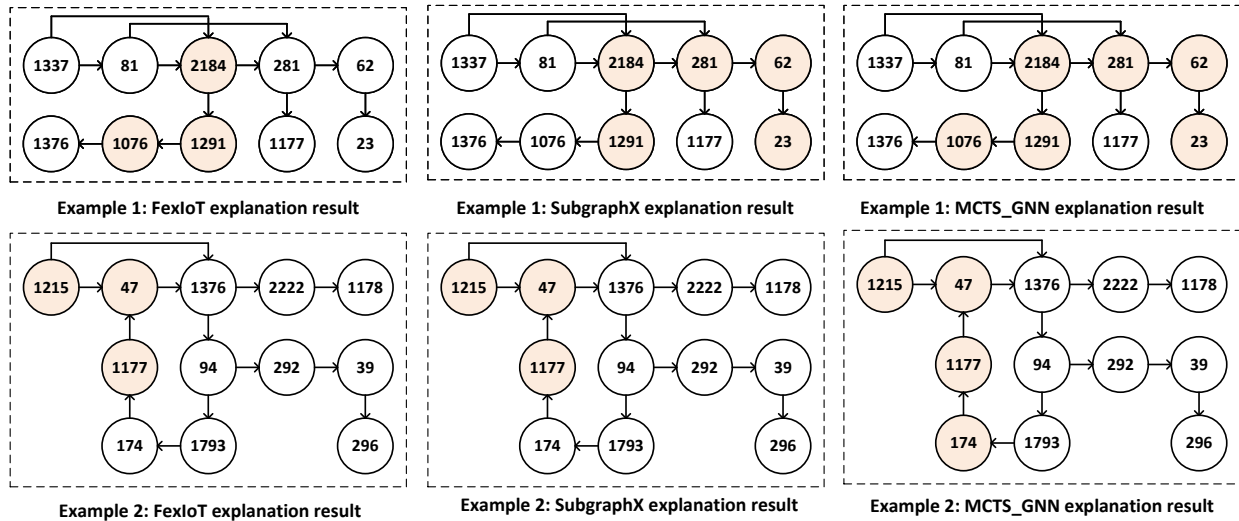 1337 81 2184 281 62
1376 1076 1291 1177 23
Example 1: FexIoT explanation result
1337 81 2184 281 62
1376 1076 1291 1177 23
Example 1: SubgraphX explanation result
1337 81 2184 281 62
1376 1076 1291 1177 23
Example 1: MCTS_GNN explanation result
1215 47 1376 2222 1178
1177 94 292 39
174 1793 296
Example 2: FexIoT explanation result
1215 47 1376 2222 1178
1177 94 292 39
174 1793 296
Example 2: SubgraphX explanation result
1215 47 1376 2222 1178
1177 94 292 39
174 1793 296
Example 2: MCTS_GNN explanation result